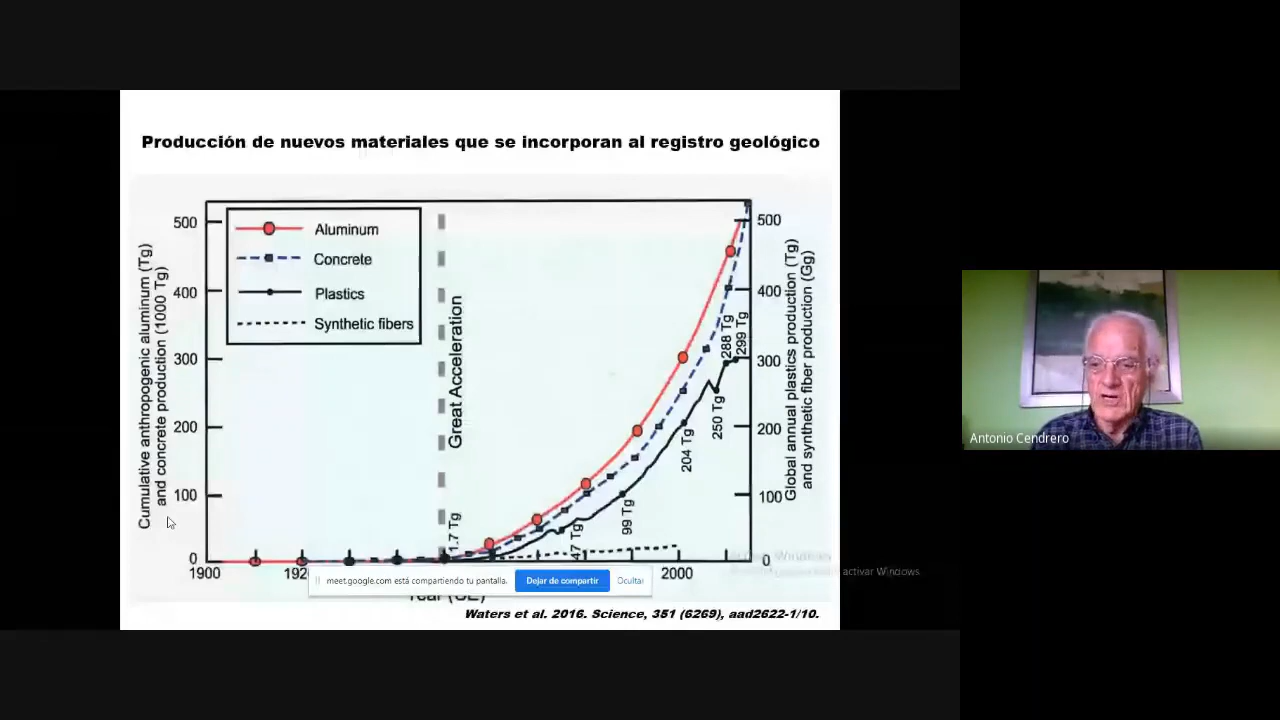 Producción de nuevos materiales que se incorporan al registro geológico
Cumulative anthropogenic aluminum (Tg)
and concrete production (1000 Tg)
500
400
300
200
100
0
Aluminum
Concrete
Plastics
Synthetic fibers
Great Acceleration
1.7 Tg
47 Tg
99 Tg
204 Tg
250 Tg
288 Tg
299 Tg
500
400
300
200
100
0
Global annual plastics production (Tg)
and synthetic fiber production (Gg)
1900
192
2000
meet.google.com está compartiendo tu pantalla.
Dejar de compartir
Ocultar
Year (CE)
Windows
activar Windows.
Waters et al. 2016. Science, 351 (6269), aad2622-1/10.
Antonio Cendrero